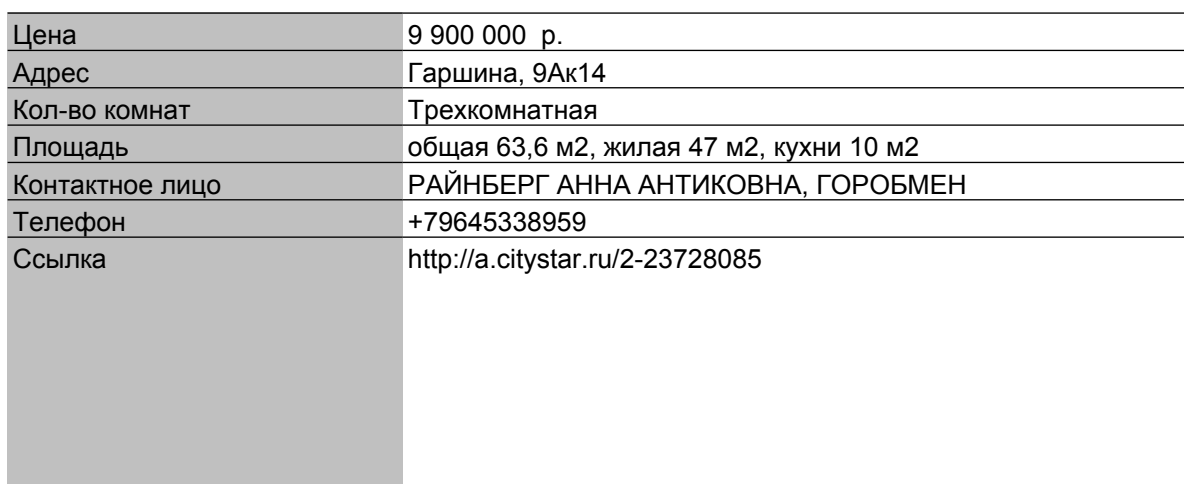 Цена 9 900 000 р.
Адрес Гаршина, 9Ак14
Кол-во комнат Трехкомнатная
Площадь общая 63,6 м2, жилая 47 м2, кухни 10 м2
Контактное лицо РАЙНБЕРГ АННА АНТИКОВНА, ГОРОБМЕН
Телефон +79645338959
Ссылка http://a.citystar.ru/2-23728085